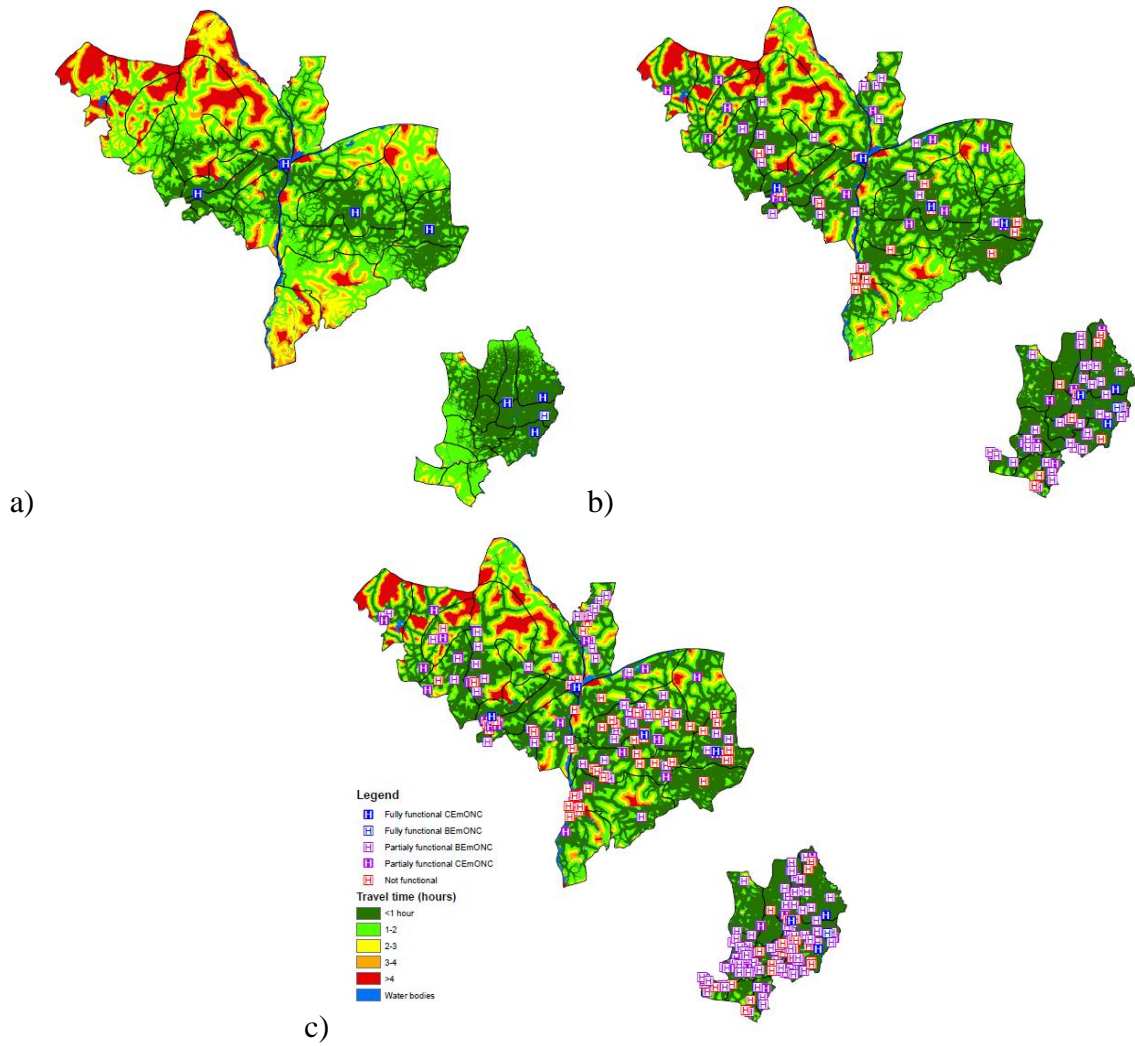 a)
b)
Legend
Fully functional CEmONC
Fully functional BEmONC
Partialy functional BEmONC
Partialy functional CEmONC
Not functional
Travel time (hours)
<1 hour
1-2
2-3
3-4
>4
Water bodies
c)